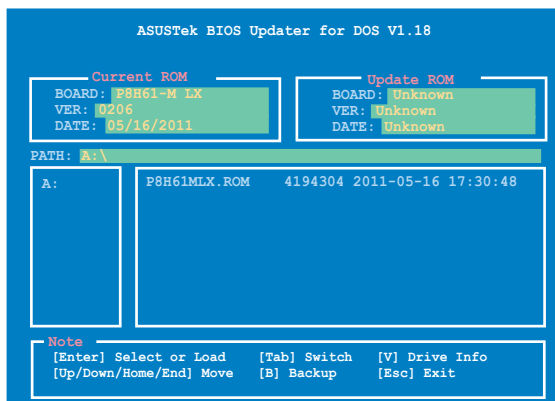 ASUSTek BIOS Updater for DOS V1.18
Current ROM
BOARD: P8H61-M LX
VER: 0206
DATE: 05/16/2011
Update ROM
BOARD: Unknown
VER: Unknown
DATE: Unknown
PATH: A:\
A:
P8H61MLX.ROM 4194304 2011-05-16 17:30:48
Note
[Enter] Select or Load [Tab] Switch [V] Drive Info
[Up/Down/Home/End] Move [B] Backup [Esc] Exit